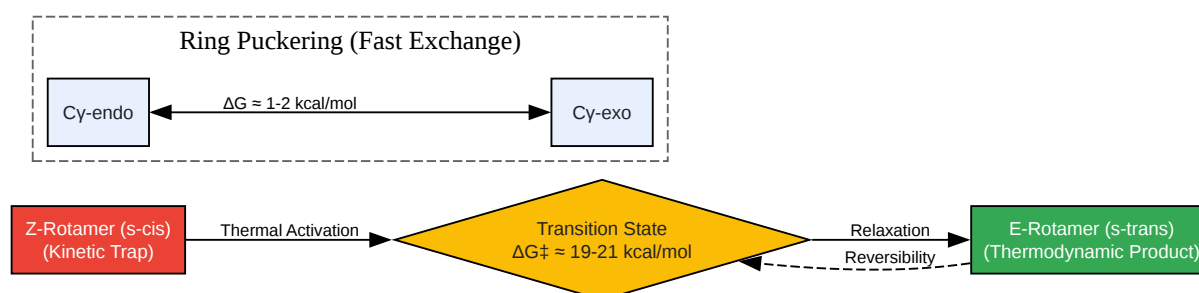 Ring Puckering (Fast Exchange)
Cγ-endo
ΔG ≈ 1-2 kcal/mol
Cγ-exo
Z-Rotamer (s-cis)
(Kinetic Trap)
Thermal Activation
Transition State
ΔG‡ ≈ 19-21 kcal/mol
Relaxation
Reversibility
E-Rotamer (s-trans)
(Thermodynamic Product)